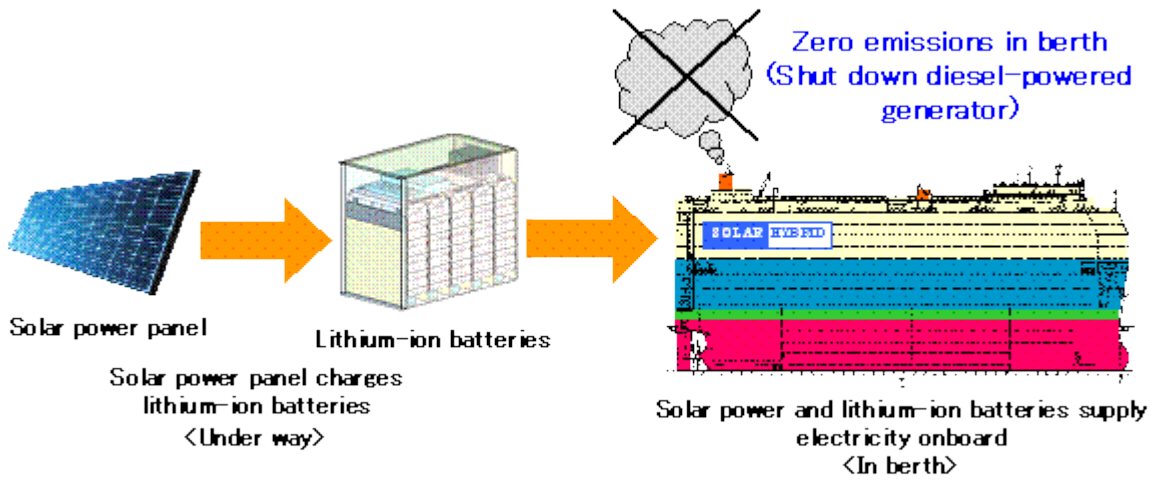 Zero emissions in berth
(Shut down diesel-powered
generator)
SOLAR HYBRID
Solar power panel
Lithium-ion batteries
Solar power panel charges
lithium-ion batteries
<Under way>
Solar power and lithium-ion batteries supply
electricity onboard
<In berth>